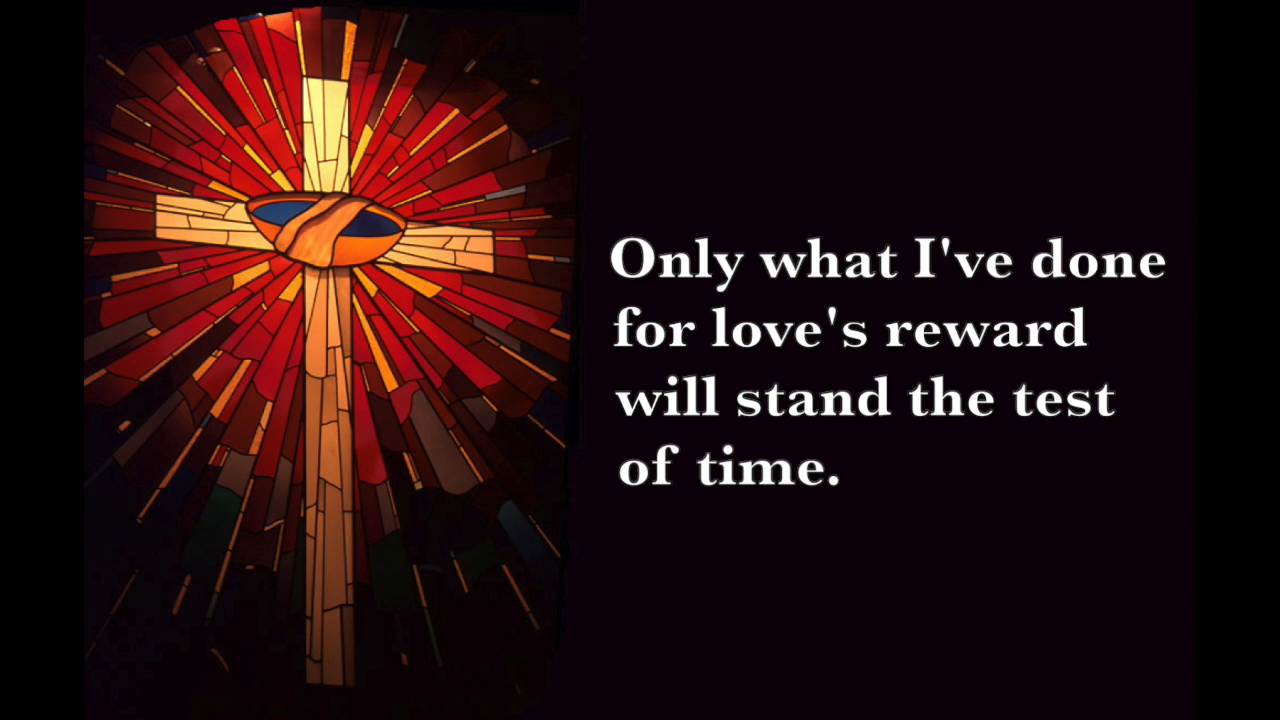 Only what I've done
for love's reward
will stand the test
of time.